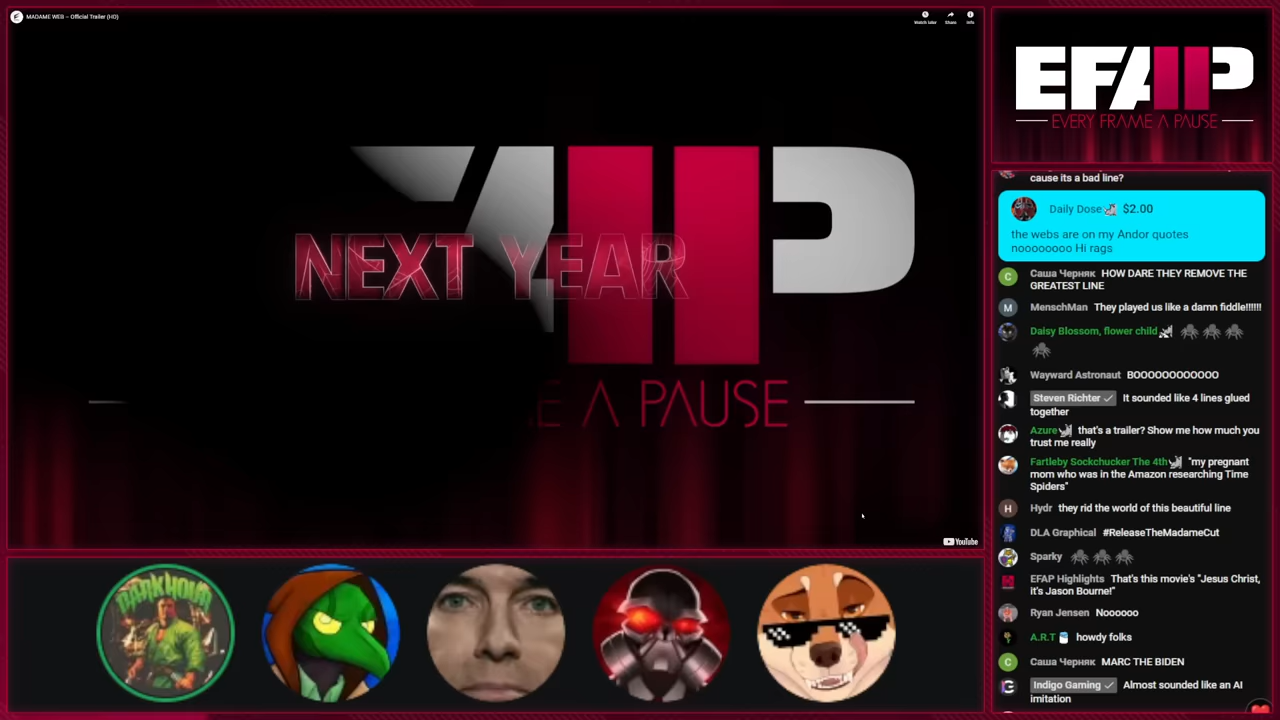 MADAME WEB – Official Trailer (HD)
Watch later
Share
Info
NEXT YEAR
E A PAUSE
YouTube
DARKHOUR
EFAP
EVERY FRAME A PAUSE
cause its a bad line?
Daily Dose $2.00
the webs are on my Andor quotes
noooooooo Hi rags
Саша Черняк HOW DARE THEY REMOVE THE
GREATEST LINE
MenschMan They played us like a damn fiddle!!!!!!
Daisy Blossom, flower child
Wayward Astronaut BOOOOOOOOOOOO
Steven Richter It sounded like 4 lines glued
together
Azure that's a trailer? Show me how much you
trust me really
Fartleby Sockchucker The 4th "my pregnant
mom who was in the Amazon researching Time
Spiders"
Hydr they rid the world of this beautiful line
DLA Graphical #ReleaseTheMadameCut
Sparky
EFAP Highlights That's this movie's "Jesus Christ,
it's Jason Bourne!"
Ryan Jensen Nooooo
A.R.T howdy folks
Саша Черняк MARC THE BIDEN
Indigo Gaming Almost sounded like an AI
imitation